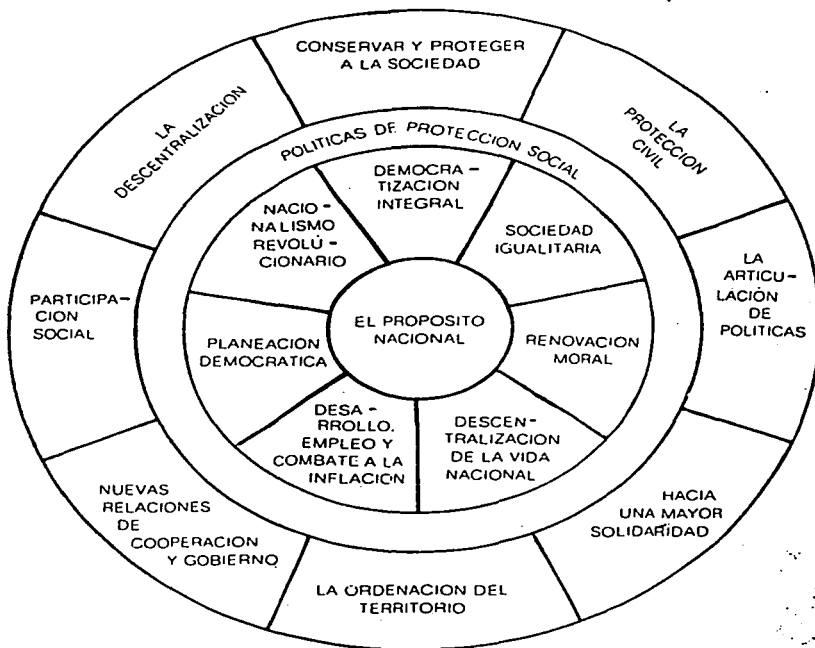 CONSERVAR Y PROTEGER
A LA SOCIEDAD
LA
PROTECCION
CIVIL
LA
ARTICU-
LACIÓN
DE
POLITICAS
HACIA
UNA MAYOR
SOLIDARIDAD
LA ORDENACION DEL
TERRITORIO
NUEVAS
RELACIONES
DE
COOPERACION
Y GOBIERNO
PARTICIPA-
CION
SOCIAL
LA
DESCENTRALIZACION
POLITICAS DE PROTECCION SOCIAL
DEMOCRA-
TIZACION
INTEGRAL
SOCIEDAD
IGUALITARIA
RENOVACION
MORAL
DESCEN-
TRALIZACION
DE LA VIDA
NACIONAL
DESA-
RROLLO,
EMPLEO Y
COMBATE A LA
INFLACION
PLANEACION
DEMOCRATICA
NACIO-
NALISMO
REVOLÚ-
CIONARIO
EL PROPOSITO
NACIONAL